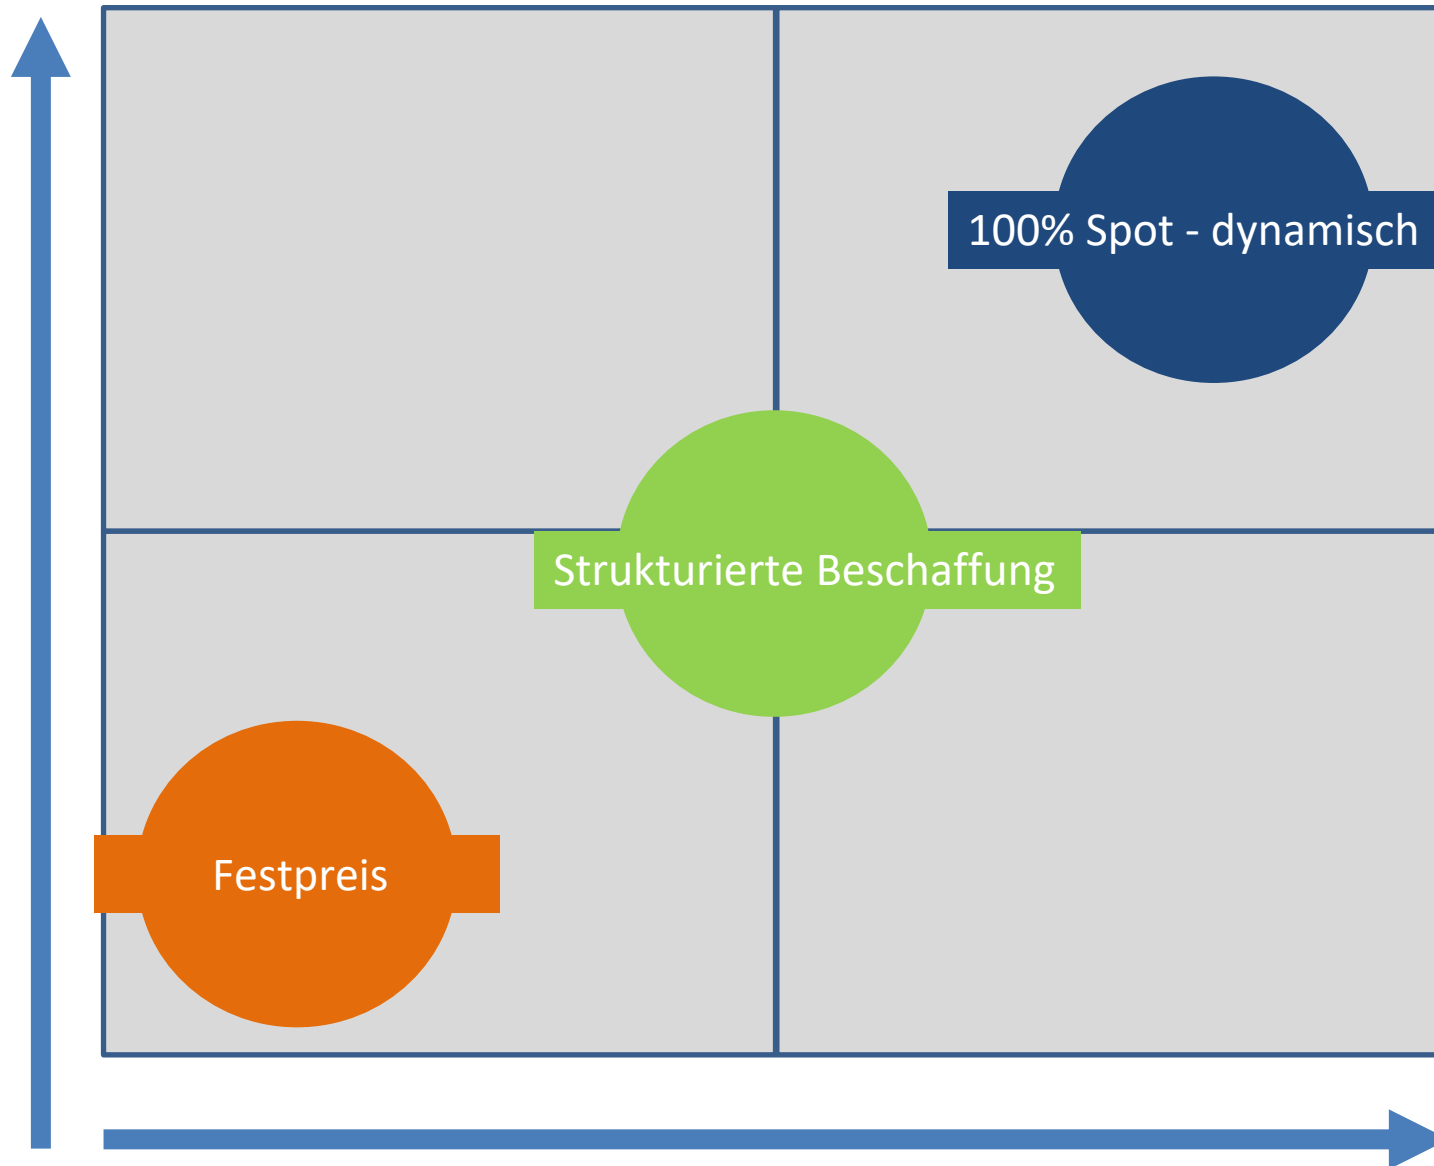 100% Spot - dynamisch
Strukturierte Beschaffung
Festpreis